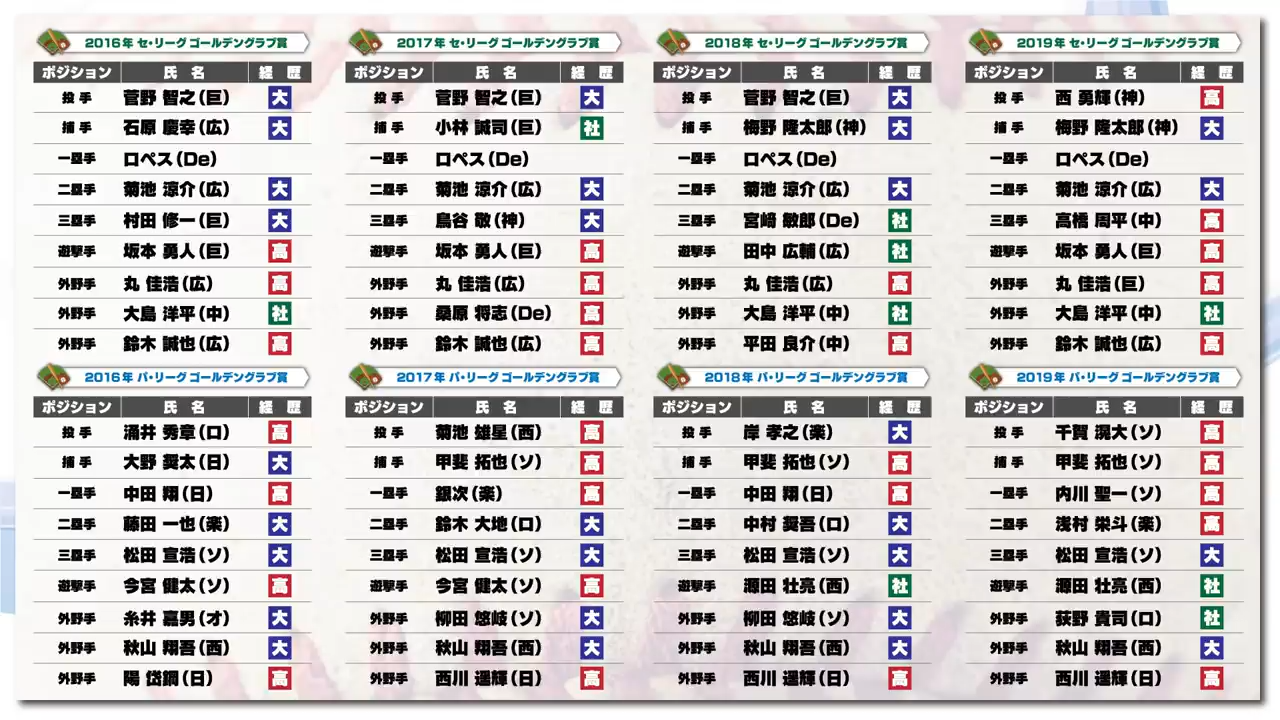 2016年 セ・リーグ ゴールデングラブ賞
ポジション 氏 名 経 歴
投 手 菅野 智之(巨) 大
捕 手 石原 慶幸(広) 大
一塁手 ロペス(De)
二塁手 菊池 涼介(広) 大
三塁手 村田 修一(巨) 大
遊撃手 坂本 勇人(巨) 高
外野手 丸 佳浩(広) 高
外野手 大島 洋平(中) 社
外野手 鈴木 誠也(広) 高
2017年 セ・リーグ ゴールデングラブ賞
ポジション 氏 名 経 歴
投 手 菅野 智之(巨) 大
捕 手 小林 誠司(巨) 社
一塁手 ロペス(De)
二塁手 菊池 涼介(広) 大
三塁手 鳥谷 敬(神) 大
遊撃手 坂本 勇人(巨) 高
外野手 丸 佳浩(広) 高
外野手 桑原 将志(De) 高
外野手 鈴木 誠也(広) 高
2018年 セ・リーグ ゴールデングラブ賞
ポジション 氏 名 経 歴
投 手 菅野 智之(巨) 大
捕 手 梅野 隆太郎(神) 大
一塁手 ロペス(De)
二塁手 菊池 涼介(広) 大
三塁手 宮﨑 敏郎(De) 社
遊撃手 田中 広輔(広) 社
外野手 丸 佳浩(広) 高
外野手 大島 洋平(中) 社
外野手 平田 良介(中) 高
2019年 セ・リーグ ゴールデングラブ賞
ポジション 氏 名 経 歴
投 手 西 勇輝(神) 高
捕 手 梅野 隆太郎(神) 大
一塁手 ロペス(De)
二塁手 菊池 涼介(広) 大
三塁手 高橋 周平(中) 高
遊撃手 坂本 勇人(巨) 高
外野手 丸 佳浩(巨) 高
外野手 大島 洋平(中) 社
外野手 鈴木 誠也(広) 高
2016年 パ・リーグ ゴールデングラブ賞
ポジション 氏 名 経 歴
投 手 涌井 秀章(ロ) 高
捕 手 大野 奨太(日) 大
一塁手 中田 翔(日) 高
二塁手 藤田 一也(楽) 大
三塁手 松田 宣浩(ソ) 大
遊撃手 今宮 健太(ソ) 高
外野手 糸井 嘉男(オ) 大
外野手 秋山 翔吾(西) 大
外野手 陽 岱鋼(日) 高
2017年 パ・リーグ ゴールデングラブ賞
ポジション 氏 名 経 歴
投 手 菊池 雄星(西) 高
捕 手 甲斐 拓也(ソ) 高
一塁手 銀次(楽) 高
二塁手 鈴木 大地(ロ) 大
三塁手 松田 宣浩(ソ) 大
遊撃手 今宮 健太(ソ) 高
外野手 柳田 悠岐(ソ) 大
外野手 秋山 翔吾(西) 大
外野手 西川 遥輝(日) 高
2018年 パ・リーグ ゴールデングラブ賞
ポジション 氏 名 経 歴
投 手 岸 孝之(楽) 大
捕 手 甲斐 拓也(ソ) 高
一塁手 中田 翔(日) 高
二塁手 中村 奨吾(ロ) 大
三塁手 松田 宣浩(ソ) 大
遊撃手 源田 壮亮(西) 社
外野手 柳田 悠岐(ソ) 大
外野手 秋山 翔吾(西) 大
外野手 西川 遥輝(日) 高
2019年 パ・リーグ ゴールデングラブ賞
ポジション 氏 名 経 歴
投 手 千賀 滉大(ソ) 高
捕 手 甲斐 拓也(ソ) 高
一塁手 内川 聖一(ソ) 高
二塁手 浅村 栄斗(楽) 高
三塁手 松田 宣浩(ソ) 大
遊撃手 源田 壮亮(西) 社
外野手 荻野 貴司(ロ) 社
外野手 秋山 翔吾(西) 大
外野手 西川 遥輝(日) 高